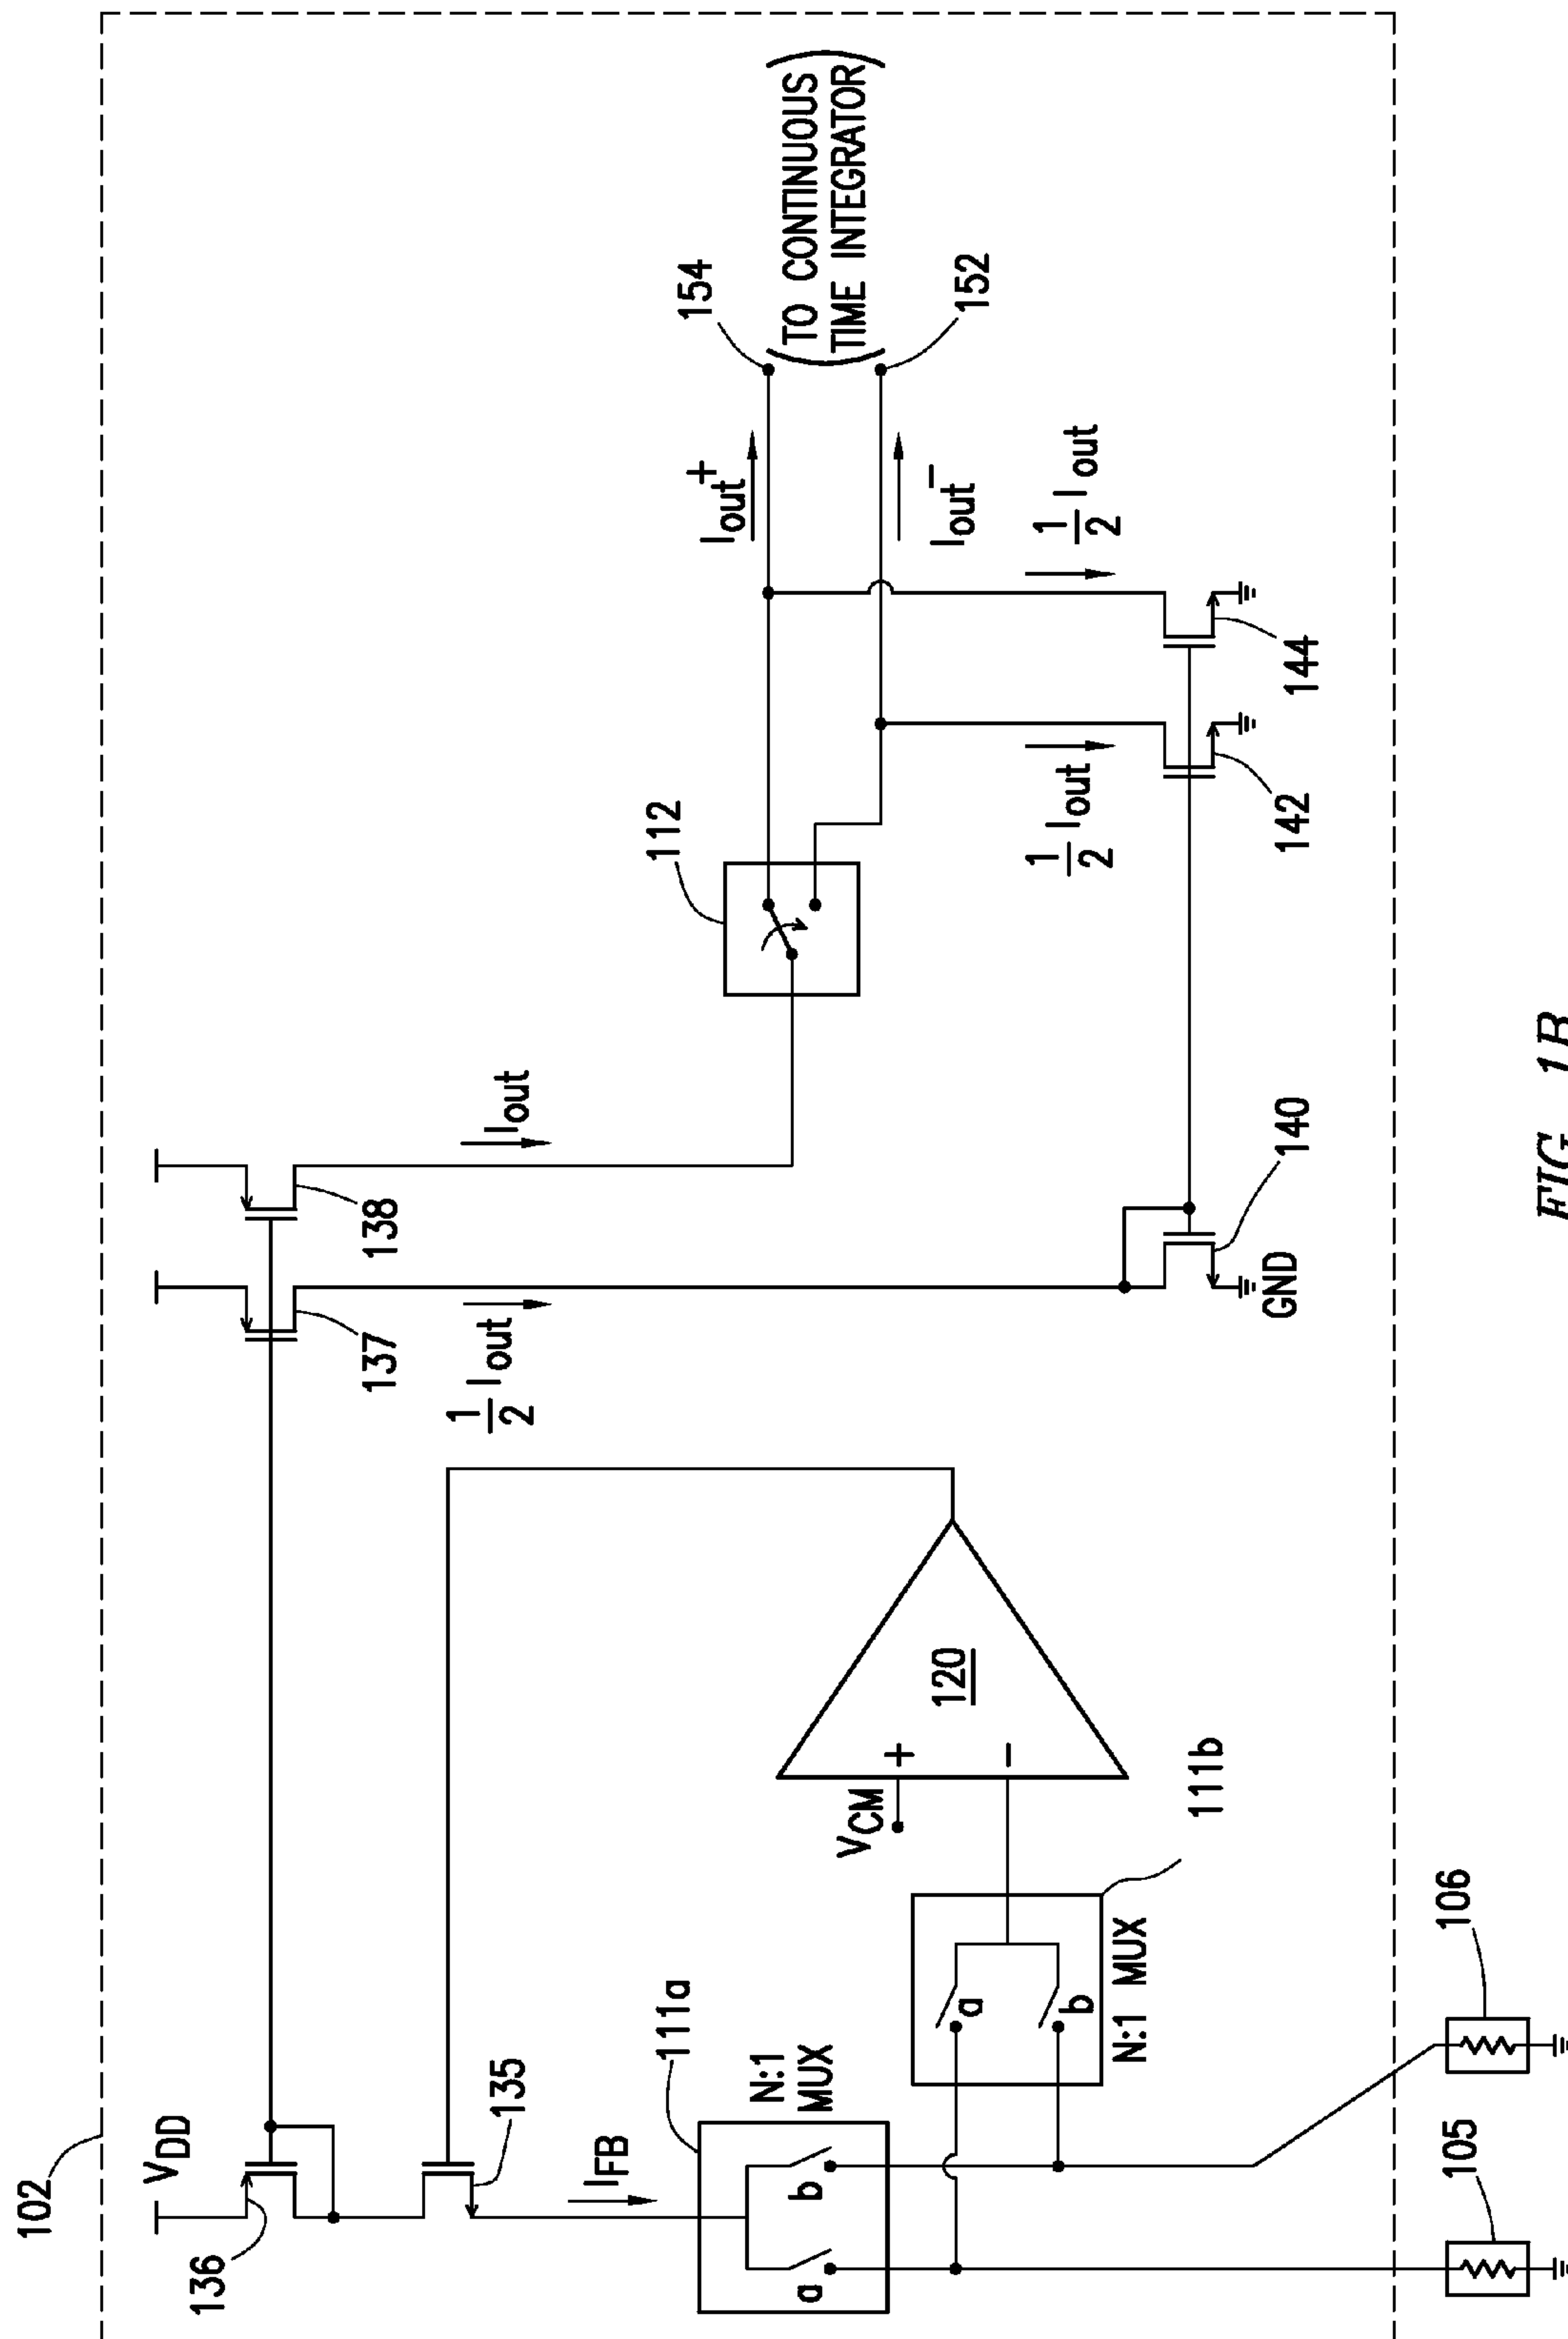 102
VDD
136
135
IFB
111a
N:1
MUX
a
b
105
106
a
b
N:1 MUX
111b
VCM
+
−
120
137
138
1/2 Iout
Iout
140
GND
112
1/2 Iout
142
1/2 Iout
144
Iout+
Iout−
154
152
(TO CONTINUOUS
TIME INTEGRATOR)
FIG. 1B